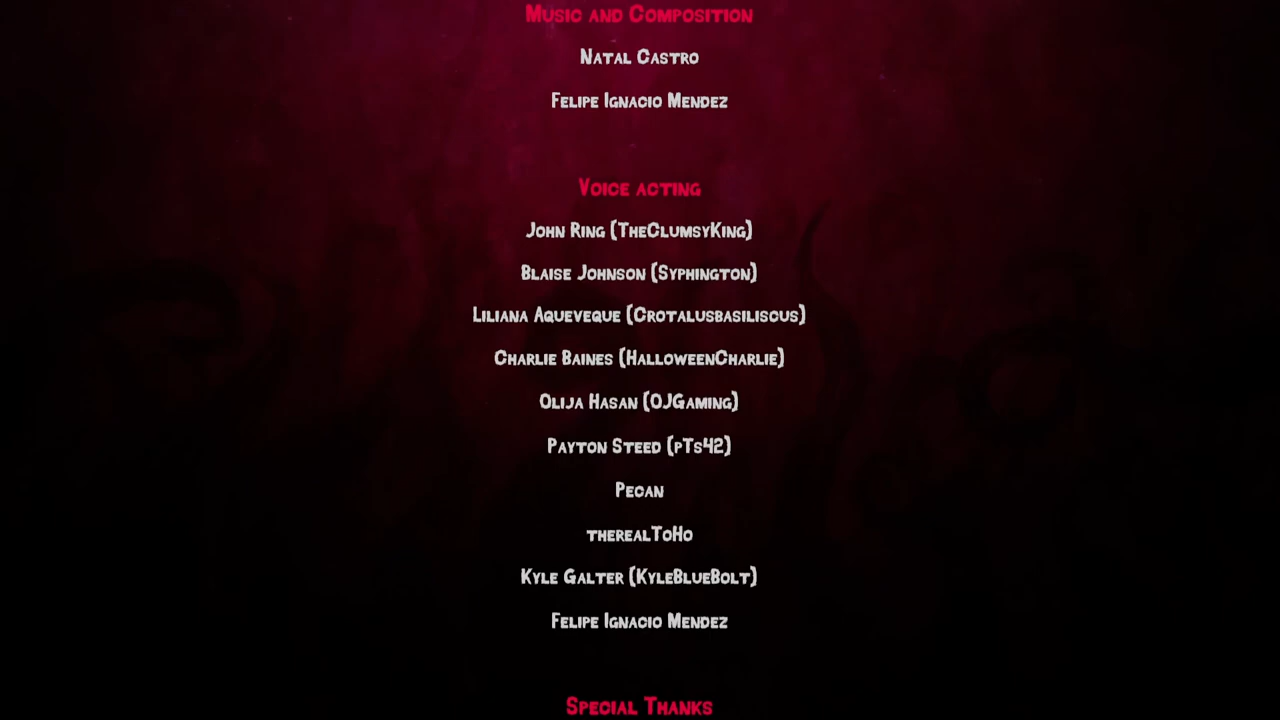 Music and Composition
Natal Castro
Felipe Ignacio Mendez
Voice acting
John Ring (TheClumsyKing)
Blaise Johnson (Syphington)
Liliana Aqueveque (Crotalusbasiliscus)
Charlie Baines (HalloweenCharlie)
Olija Hasan (OJGaming)
Payton Steed (pTs42)
Pecan
therealToHo
Kyle Galter (KyleBlueBolt)
Felipe Ignacio Mendez
Special Thanks